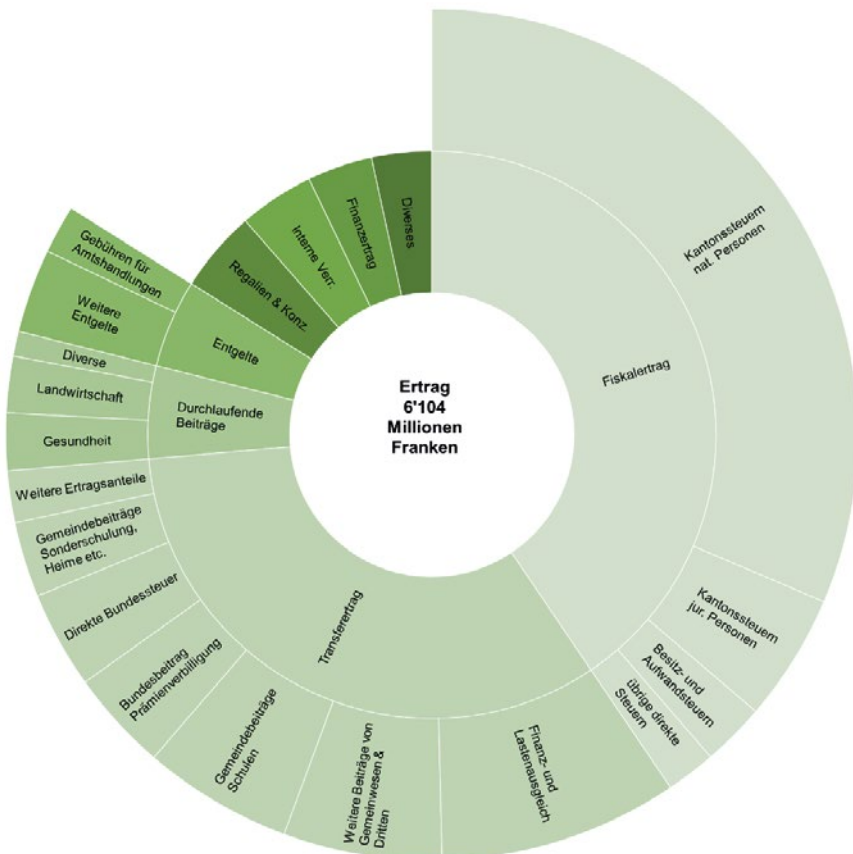 Ertrag
6'104
Millionen
Franken
Fiskalertrag
Kantonssteuern
nat. Personen
Kantonssteuern
jur. Personen
Besitz- und
Aufwandsteuern
übrige direkte
Steuern
Transferertrag
Finanz- und
Lastenausgleich
Weitere Beiträge von
Gemeinwesen &
Dritten
Gemeindebeiträge
Schulen
Bundesbeitrag
Prämienverbilligung
Direkte Bundessteuer
Gemeindebeiträge
Sonderschulung,
Heime etc.
Weitere Ertragsanteile
Durchlaufende
Beiträge
Gesundheit
Landwirtschaft
Diverse
Entgelte
Weitere
Entgelte
Gebühren für
Amtshandlungen
Regalien & Konz.
Interne Verr.
Finanzertrag
Diverses